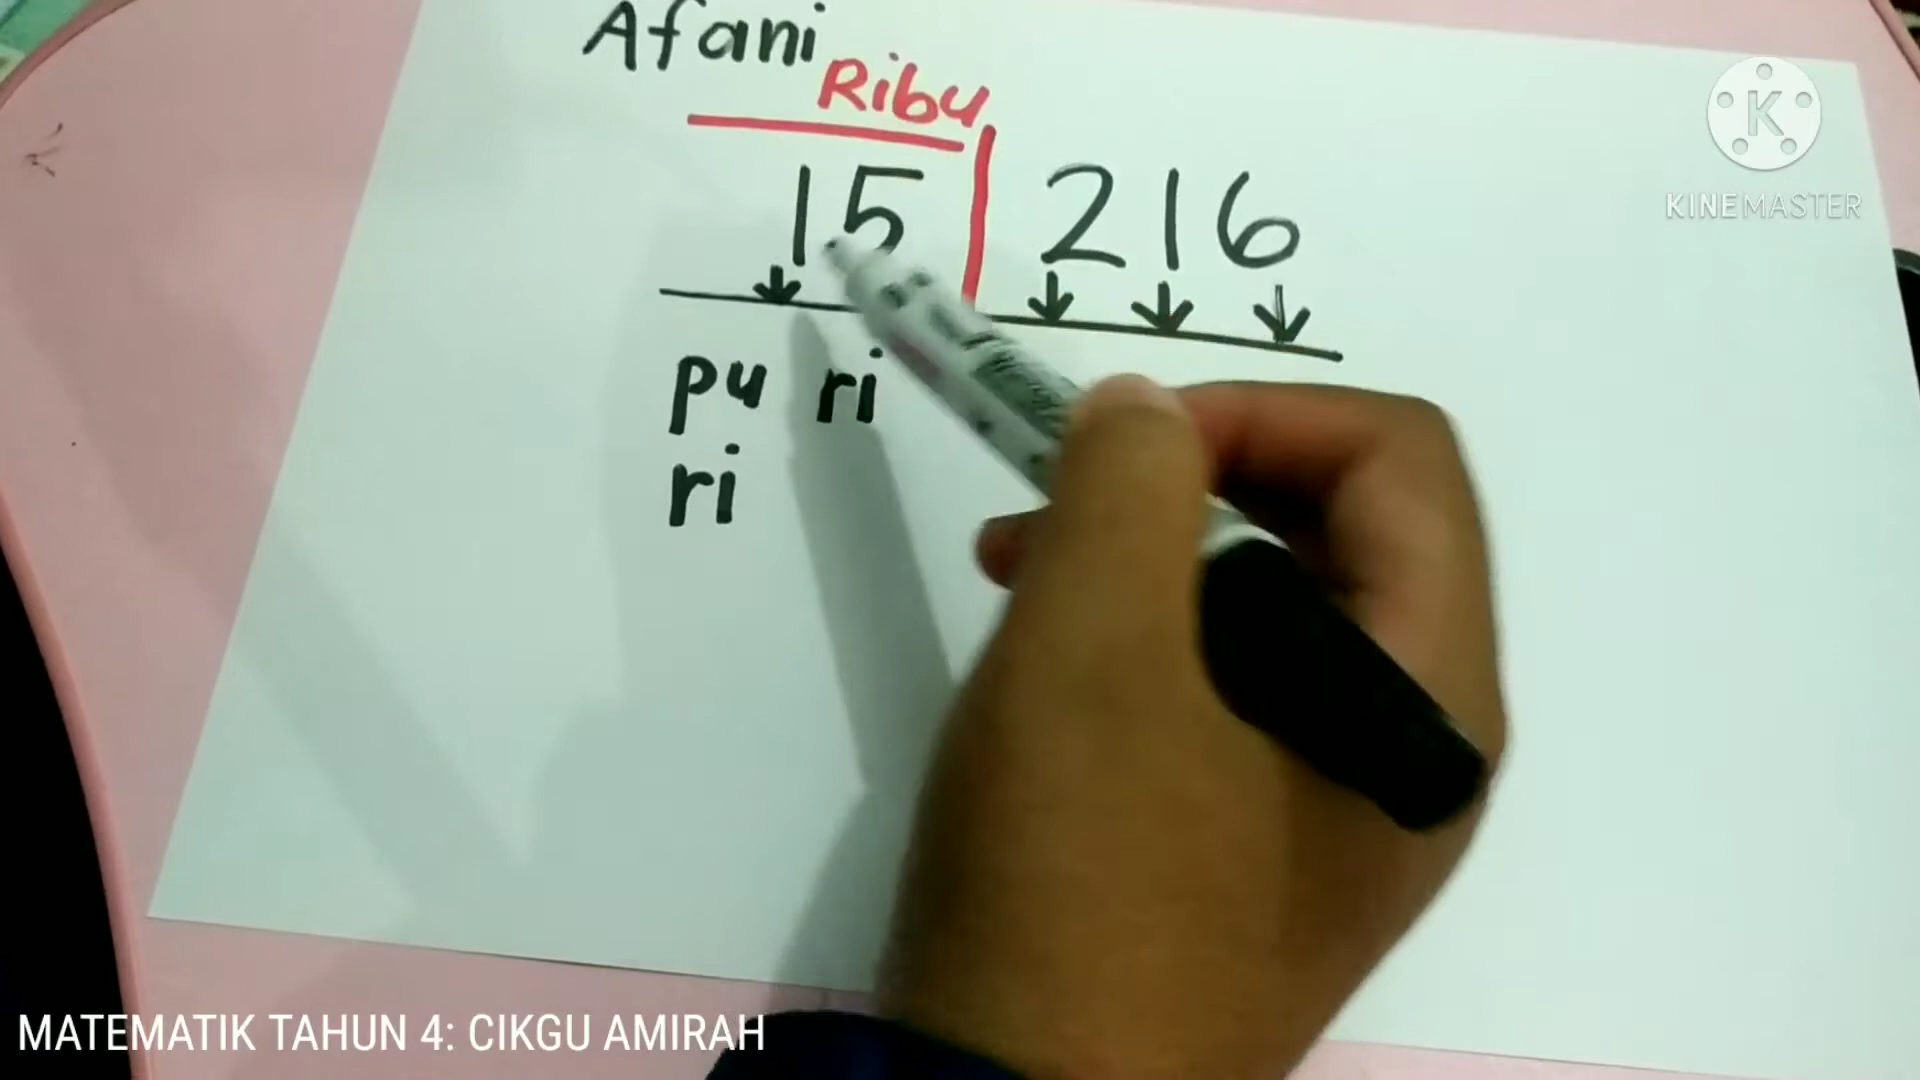 Afani
Ribu
15 216
pu ri
ri
K
KINEMASTER
MATEMATIK TAHUN 4: CIKGU AMIRAH